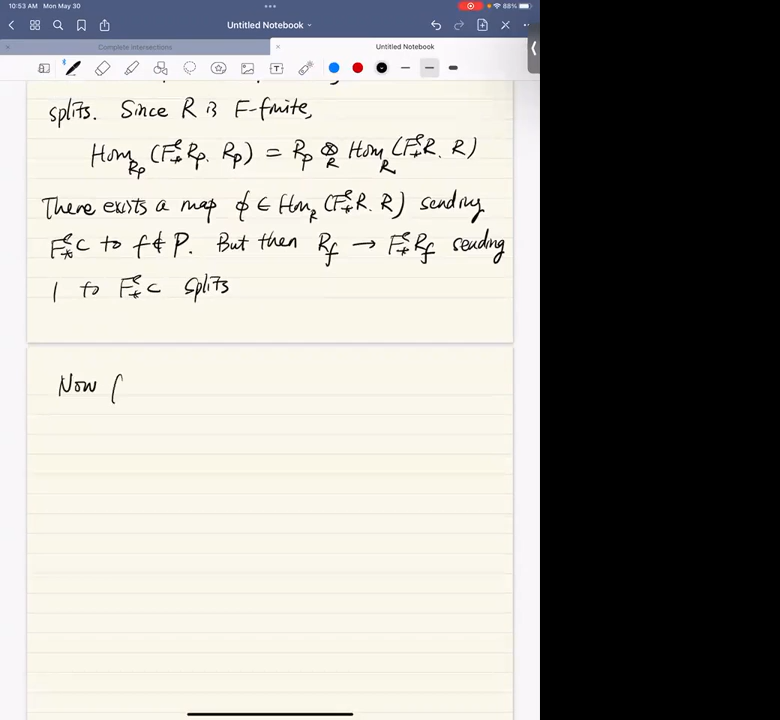 10:53 AM Mon May 30
88%
Untitled Notebook
Complete intersections
Untitled Notebook
splits. Since R is F-finite,
Hom_{R_p} (F^e_* R_p, R_p) = R_p ⊗_R Hom_R (F^e_* R, R)
There exists a map ϕ ∈ Hom_R (F^e_* R, R) sending
F^e_* c to f ∉ P. But then R_f → F^e_* R_f sending
1 to F^e_* c splits
Now (